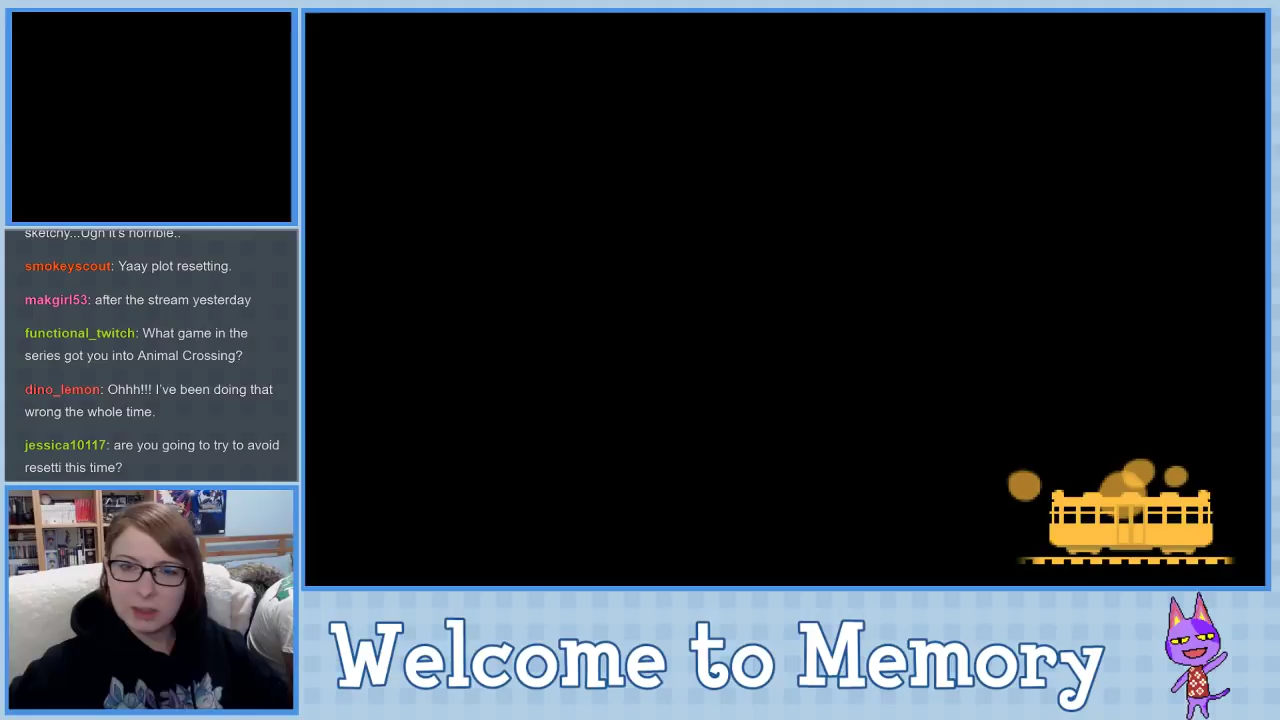 sketchy...Ugh it's horrible..
smokeyscout: Yaay plot resetting.
makgirl53: after the stream yesterday
functional_twitch: What game in the
series got you into Animal Crossing?
dino_lemon: Ohhh!!! I've been doing that
wrong the whole time.
jessica10117: are you going to try to avoid
resetti this time?
Welcome to Memory